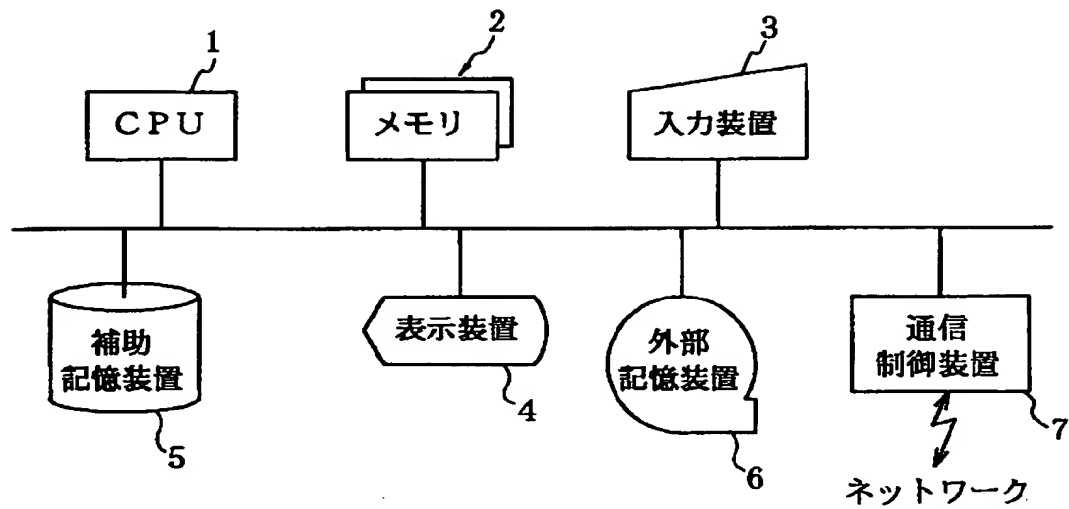 1
2
3
ＣＰＵ
メモリ
入力装置
補助
記憶装置
表示装置
外部
記憶装置
通信
制御装置
4
5
6
7
ネットワーク